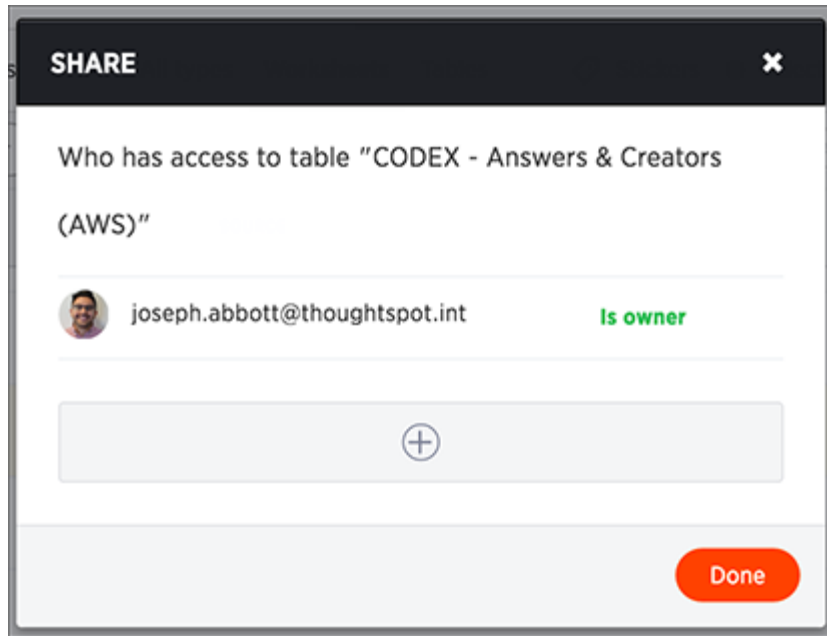 SHARE
Who has access to table "CODEX - Answers & Creators
(AWS)"
joseph.abbott@thoughtspot.int Is owner
Done